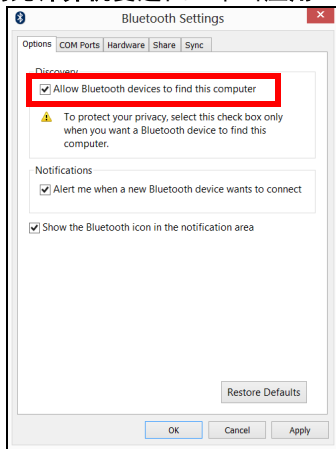 Bluetooth Settings
Options COM Ports Hardware Share Sync
Discovery
Allow Bluetooth devices to find this computer
To protect your privacy, select this check box only
when you want a Bluetooth device to find this
computer.
Notifications
Alert me when a new Bluetooth device wants to connect
Show the Bluetooth icon in the notification area
Restore Defaults
OK Cancel Apply